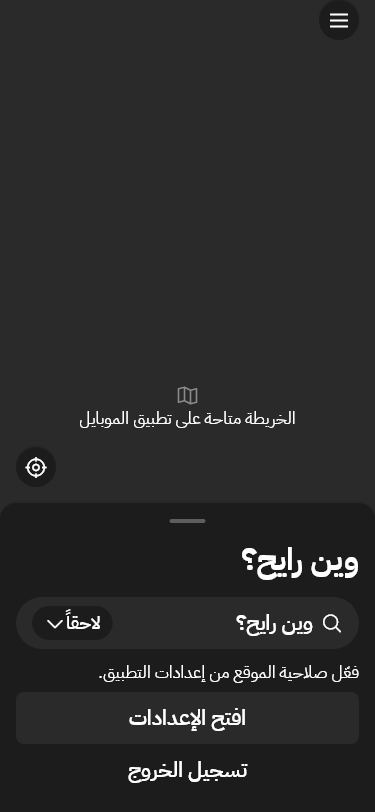 الخريطة متاحة على تطبيق الموبايل
وين رايح؟
وين رايح؟
لاحقاً
فعّل صلاحية الموقع من إعدادات التطبيق.
افتح الإعدادات
تسجيل الخروج